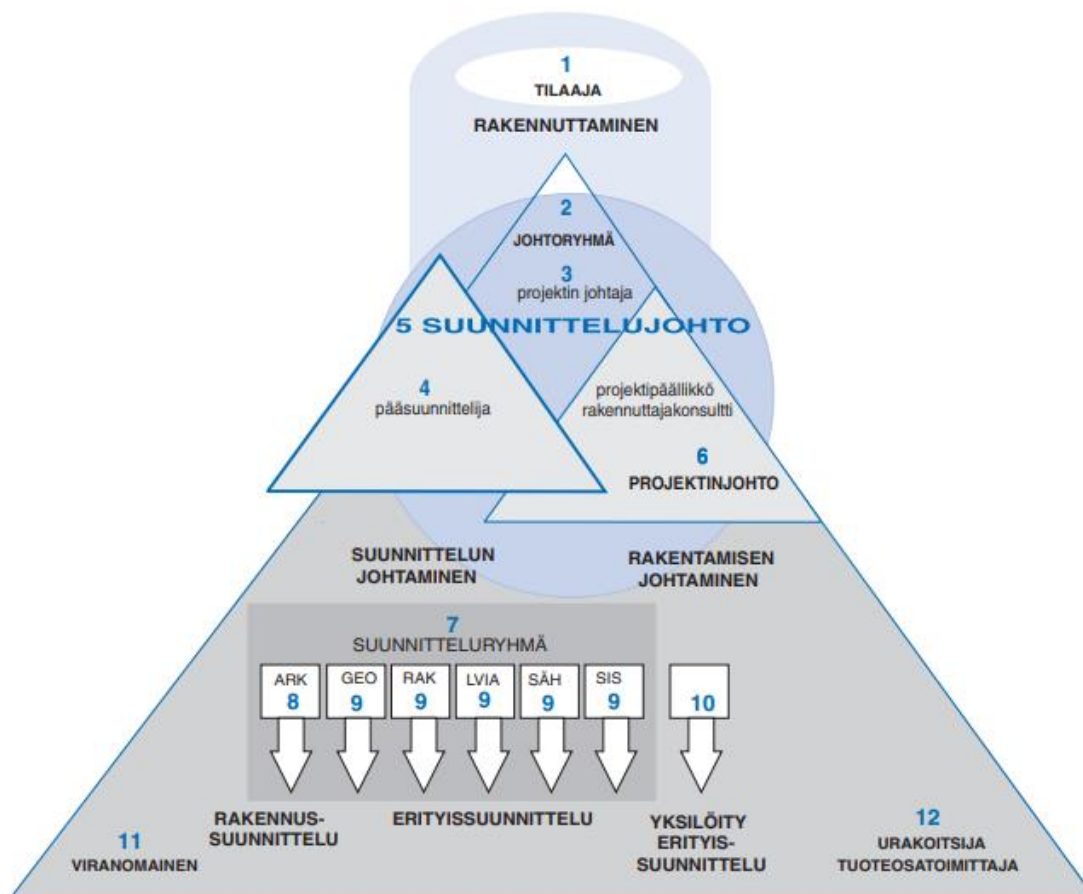 1
TILAAJA
RAKENNUTTAMINEN
2
JOHTORYHMÄ
3
projektin johtaja
5 SUUNNITTELUJOHTO
4
pääsuunnittelija
projektipäällikkö
rakennuttajakonsultti
6
PROJEKTINJOHTO
SUUNNITTELUN
JOHTAMINEN
RAKENTAMISEN
JOHTAMINEN
7
SUUNNITTELURYHMÄ
ARK GEO RAK LVIA SÄH SIS
8 9 9 9 9 9 10
RAKENNUS-
SUUNNITTELU
ERITYISSUUNNITTELU
YKSILÖITY
ERITYIS-
SUUNNITTELU
11
VIRANOMAINEN
12
URAKOITSIJA
TUOTEOSATOIMITTAJA